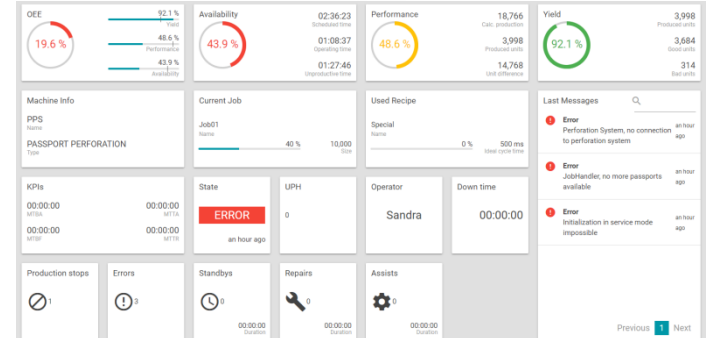 OEE
19.6 %
92.1 %
Yield
48.6 %
Performance
43.9 %
Availability
Availability
43.9 %
02:36:23
Scheduled time
01:08:37
Operating time
01:27:46
Unproductive time
Performance
48.6 %
18,766
Calc. production
3,998
Produced units
14,768
Unit difference
Yield
92.1 %
3,998
Produced units
3,684
Good units
314
Bad units
Machine Info
PPS
Name
PASSPORT PERFORATION
Type
Current Job
Job01
Name
40 %
10,000
Size
Used Recipe
Special
Name
0 %
500 ms
Ideal cycle time
Last Messages
Error
Perforation System, no connection
to perforation system
an hour
ago
Error
JobHandler, no more passports
available
an hour
ago
Error
Initialization in service mode
impossible
an hour
ago
Previous 1 Next
KPIs
00:00:00
MTBA
00:00:00
MTTA
00:00:00
MTBF
00:00:00
MTTR
State
ERROR
an hour ago
UPH
0
Operator
Sandra
Down time
00:00:00
Production stops
1
Errors
3
Standbys
0
00:00:00
Duration
Repairs
0
00:00:00
Duration
Assists
0
00:00:00
Duration